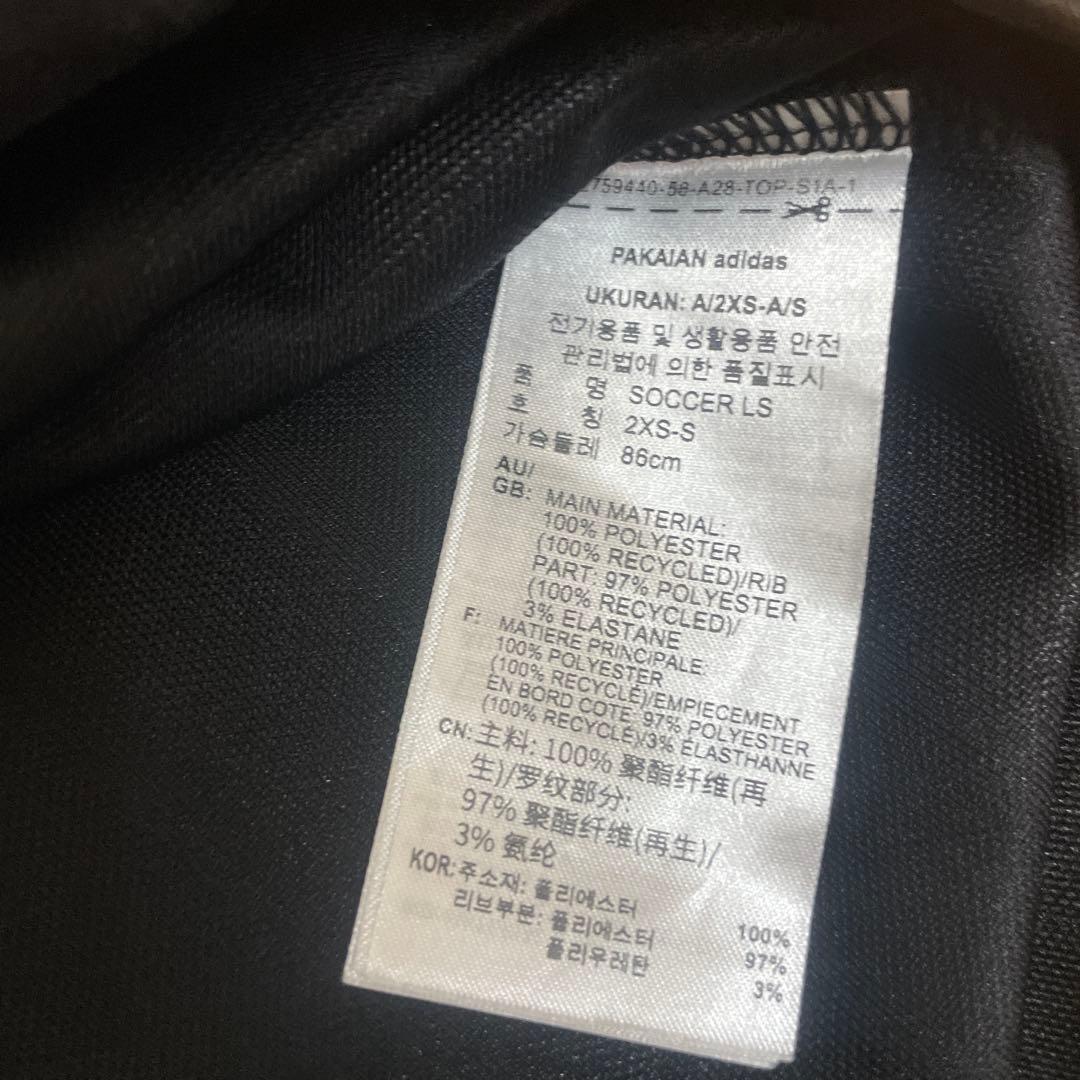 759440-56-A28-TOP-S1A-1
PAKAIAN adidas
UKURAN: A/2XS-A/S
전기용품 및 생활용품 안전
관리법에 의한 품질표시
품 명 SOCCER LS
호 칭 2XS-S
가슴둘레 86cm
AU/
GB: MAIN MATERIAL:
100% POLYESTER
(100% RECYCLED)/RIB
PART: 97% POLYESTER
(100% RECYCLED)/
3% ELASTANE
F: MATIERE PRINCIPALE:
100% POLYESTER
(100% RECYCLÉ)/EMPIECEMENT
EN BORD COTE: 97% POLYESTER
(100% RECYCLÉ)/3% ÉLASTHANNE
CN: 主料: 100% 聚酯纤维(再
生)/罗纹部分:
97% 聚酯纤维(再生)/
3% 氨纶
KOR: 주소재: 폴리에스터 100%
리브부분: 폴리에스터 97%
폴리우레탄 3%